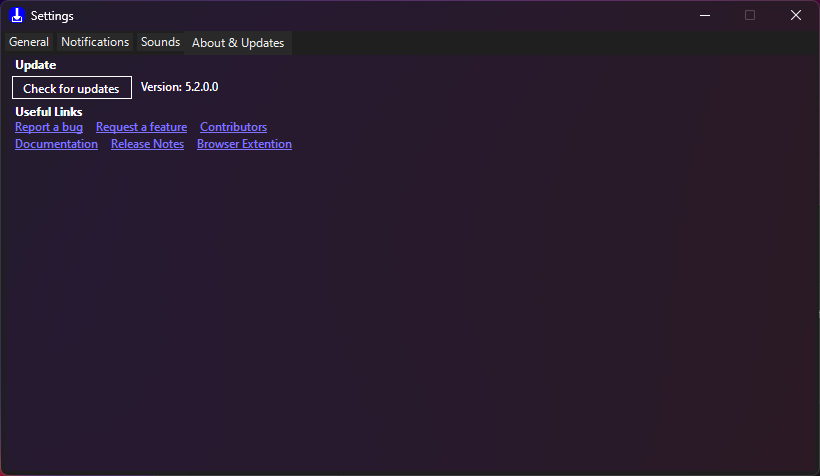 Settings
General Notifications Sounds About & Updates
Update
Check for updates Version: 5.2.0.0
Useful Links
Report a bug Request a feature Contributors
Documentation Release Notes Browser Extention